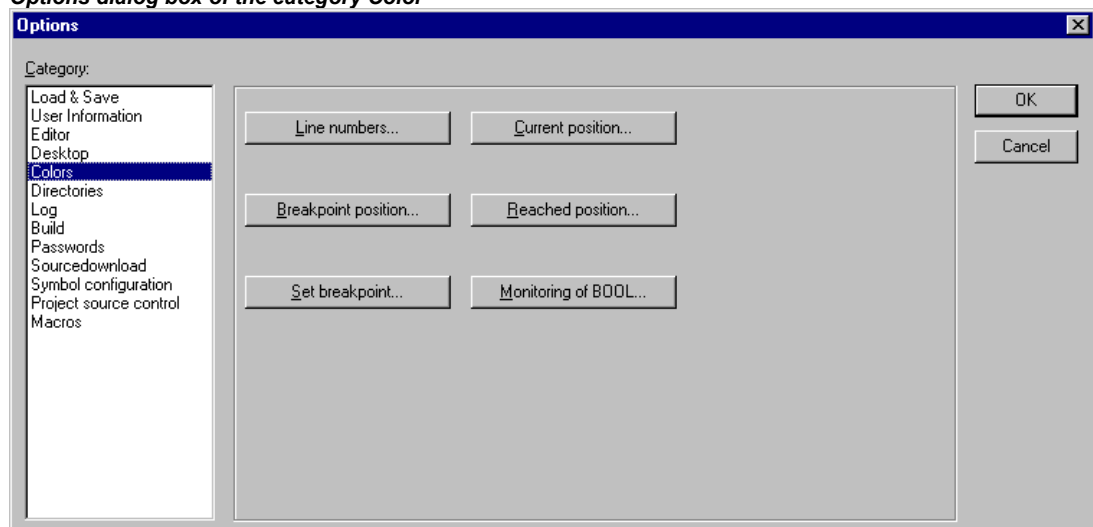 Options dialog box of the category Color
Options
Category:
Load & Save
User Information
Editor
Desktop
Colors
Directories
Log
Build
Passwords
Sourcedownload
Symbol configuration
Project source control
Macros
Line numbers... Current position...
Breakpoint position... Reached position...
Set breakpoint... Monitoring of BOOL...
OK
Cancel